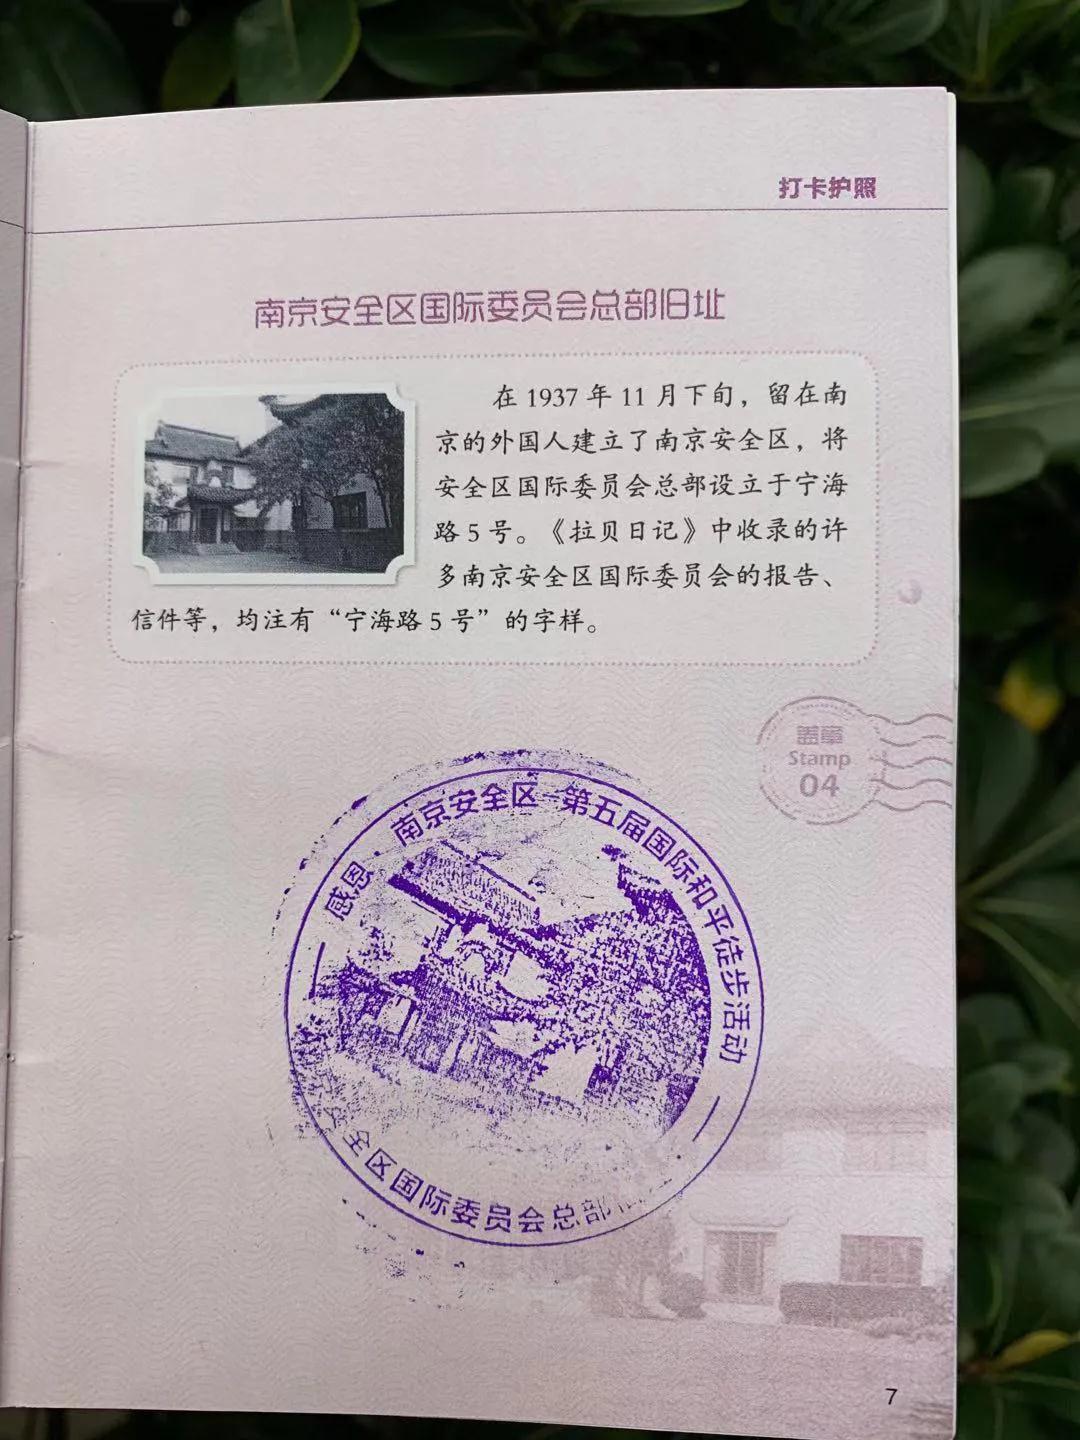 打卡护照
南京安全区国际委员会总部旧址
在 1937 年 11 月下旬，留在南
京的外国人建立了南京安全区，将
安全区国际委员会总部设立于宁海
路 5 号。《拉贝日记》中收录的许
多南京安全区国际委员会的报告、
信件等，均注有“宁海路 5 号”的字样。
盖章
Stamp
04
感恩·南京安全区-第五届国际和平徒步活动
安全区国际委员会总部旧
7